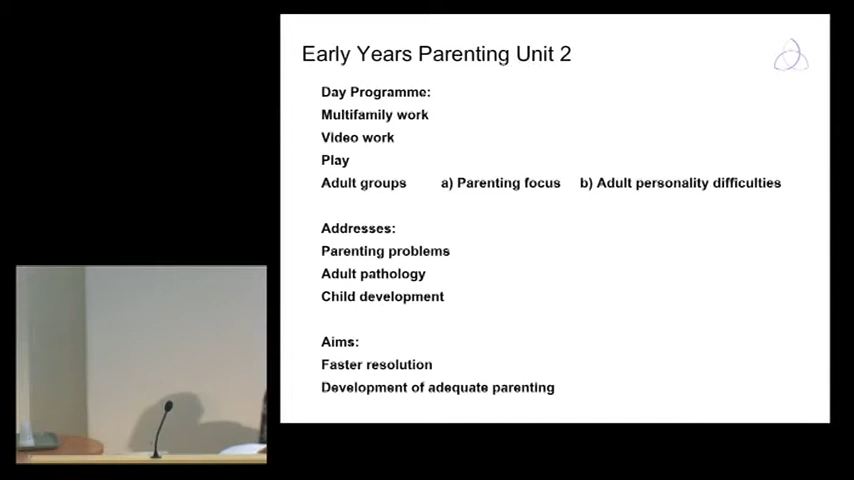 Early Years Parenting Unit 2
Day Programme:
Multifamily work
Video work
Play
Adult groups a) Parenting focus b) Adult personality difficulties
Addresses:
Parenting problems
Adult pathology
Child development
Aims:
Faster resolution
Development of adequate parenting